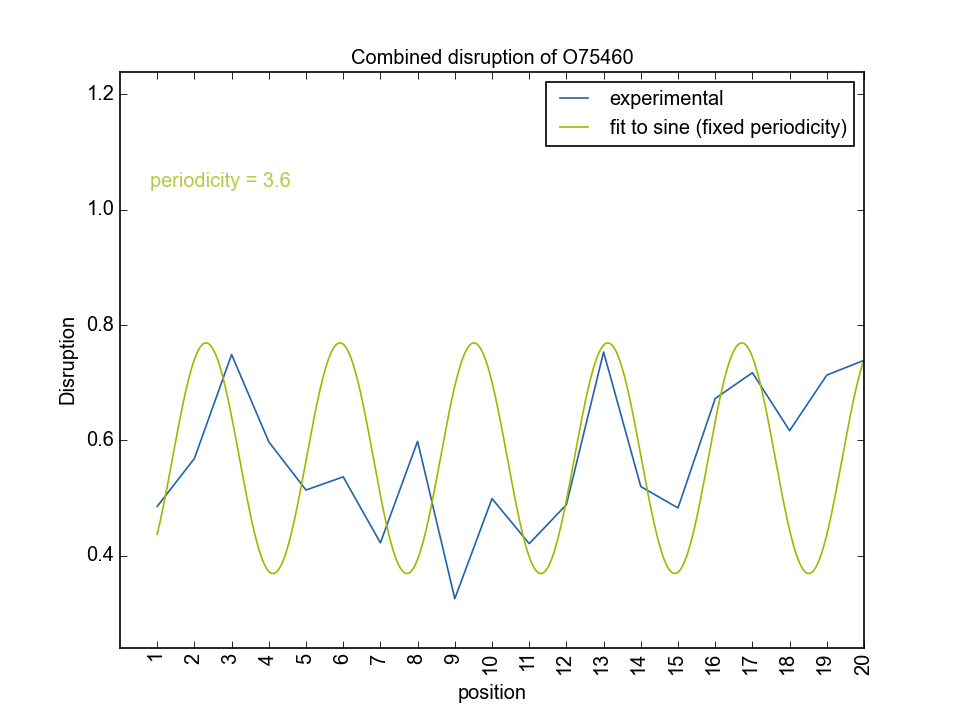 Combined disruption of O75460
experimental
fit to sine (fixed periodicity)
periodicity = 3.6
Disruption
1.2
1.0
0.8
0.6
0.4
1 2 3 4 5 6 7 8 9 10 11 12 13 14 15 16 17 18 19 20
position